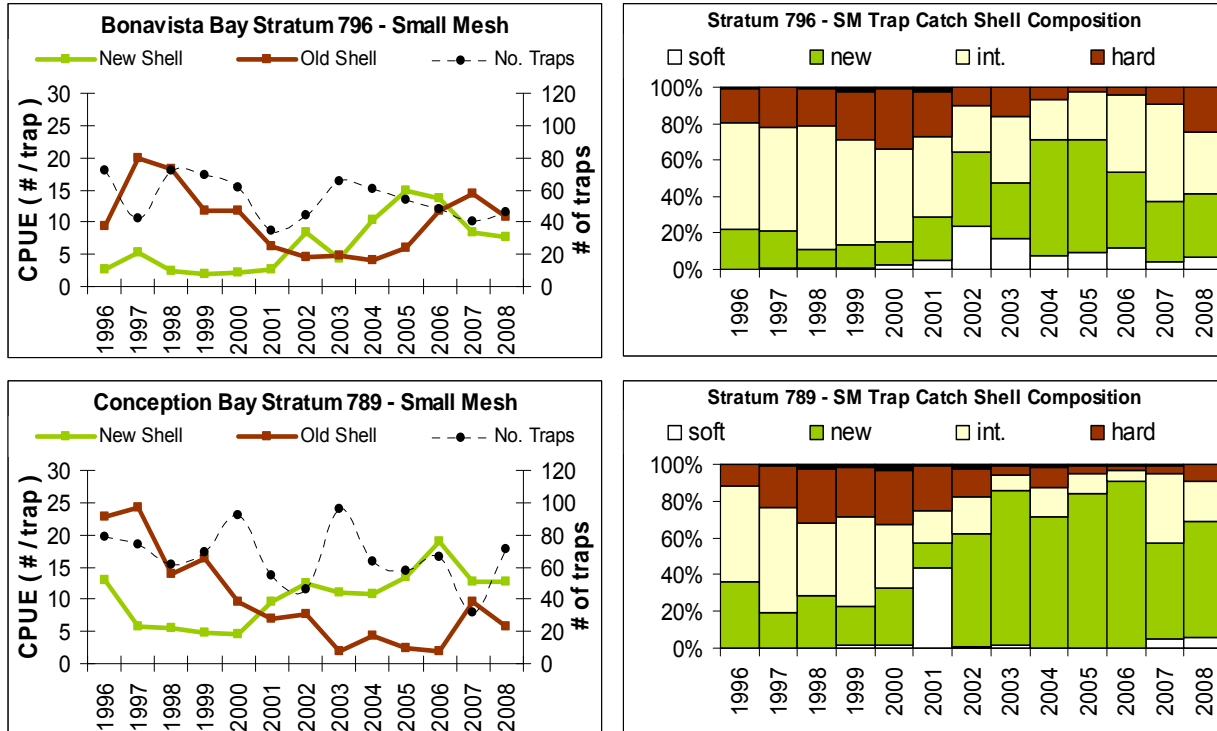 Bonavista Bay Stratum 796 - Small Mesh
New Shell Old Shell No. Traps
CPUE ( # / trap )
30
25
20
15
10
5
0
120
100
80
60
40
20
0
# of traps
1996 1997 1998 1999 2000 2001 2002 2003 2004 2005 2006 2007 2008
Stratum 796 - SM Trap Catch Shell Composition
soft new int. hard
100%
80%
60%
40%
20%
0%
1996 1997 1998 1999 2000 2001 2002 2003 2004 2005 2006 2007 2008
Conception Bay Stratum 789 - Small Mesh
New Shell Old Shell No. Traps
CPUE ( # / trap )
30
25
20
15
10
5
0
120
100
80
60
40
20
0
# of traps
1996 1997 1998 1999 2000 2001 2002 2003 2004 2005 2006 2007 2008
Stratum 789 - SM Trap Catch Shell Composition
soft new int. hard
100%
80%
60%
40%
20%
0%
1996 1997 1998 1999 2000 2001 2002 2003 2004 2005 2006 2007 2008